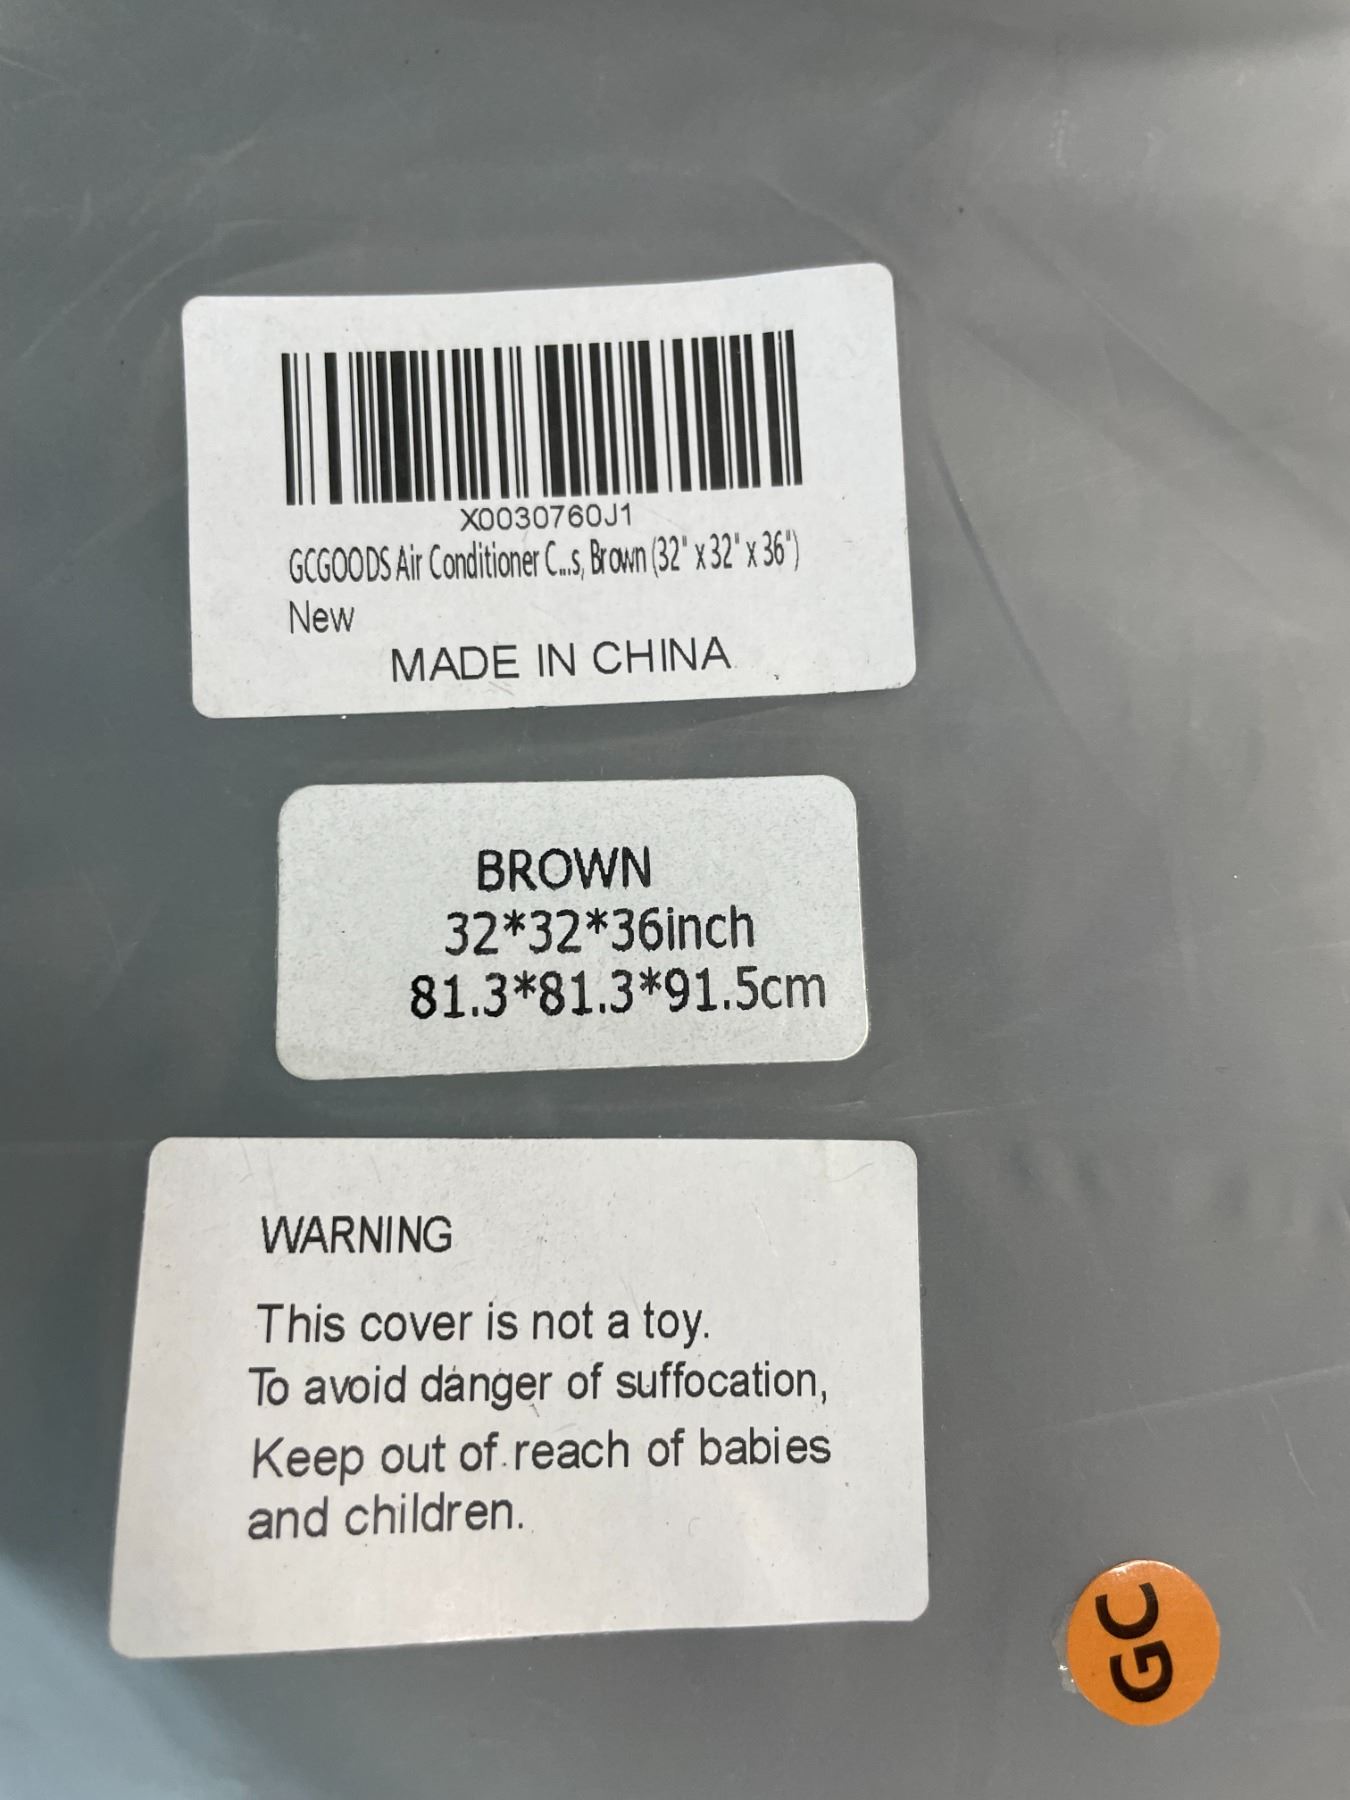 X0030760J1
GCGOODS Air Conditioner C...s, Brown (32" x 32" x 36")
New
MADE IN CHINA
BROWN
32*32*36inch
81.3*81.3*91.5cm
WARNING
This cover is not a toy.
To avoid danger of suffocation,
Keep out of reach of babies
and children.
GC